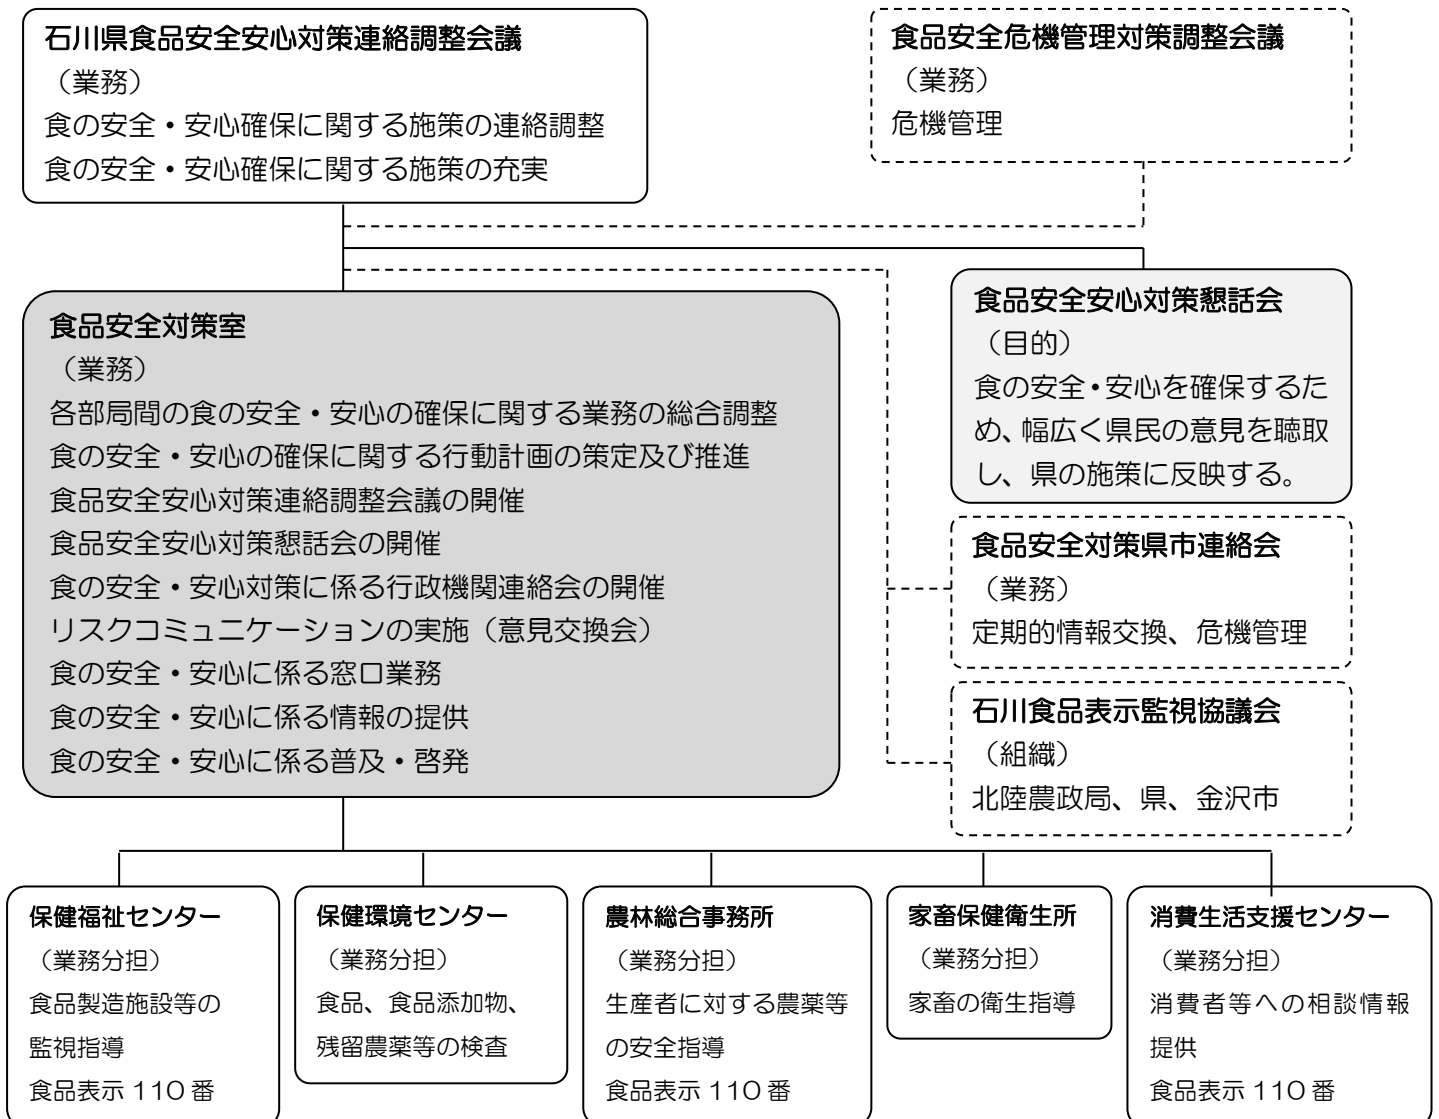 石川県食品安全安心対策連絡調整会議
（業務）
食の安全・安心確保に関する施策の連絡調整
食の安全・安心確保に関する施策の充実
食品安全危機管理対策調整会議
（業務）
危機管理
食品安全対策室
（業務）
各部局間の食の安全・安心の確保に関する業務の総合調整
食の安全・安心の確保に関する行動計画の策定及び推進
食品安全安心対策連絡調整会議の開催
食品安全安心対策懇話会の開催
食の安全・安心対策に係る行政機関連絡会の開催
リスクコミュニケーションの実施（意見交換会）
食の安全・安心に係る窓口業務
食の安全・安心に係る情報の提供
食の安全・安心に係る普及・啓発
食品安全安心対策懇話会
（目的）
食の安全・安心を確保するた
め、幅広く県民の意見を聴取
し、県の施策に反映する。
食品安全対策県市連絡会
（業務）
定期的情報交換、危機管理
石川食品表示監視協議会
（組織）
北陸農政局、県、金沢市
保健福祉センター
（業務分担）
食品製造施設等の
監視指導
食品表示 110 番
保健環境センター
（業務分担）
食品、食品添加物、
残留農薬等の検査
農林総合事務所
（業務分担）
生産者に対する農薬等
の安全指導
食品表示 110 番
家畜保健衛生所
（業務分担）
家畜の衛生指導
消費生活支援センター
（業務分担）
消費者等への相談情報
提供
食品表示 110 番